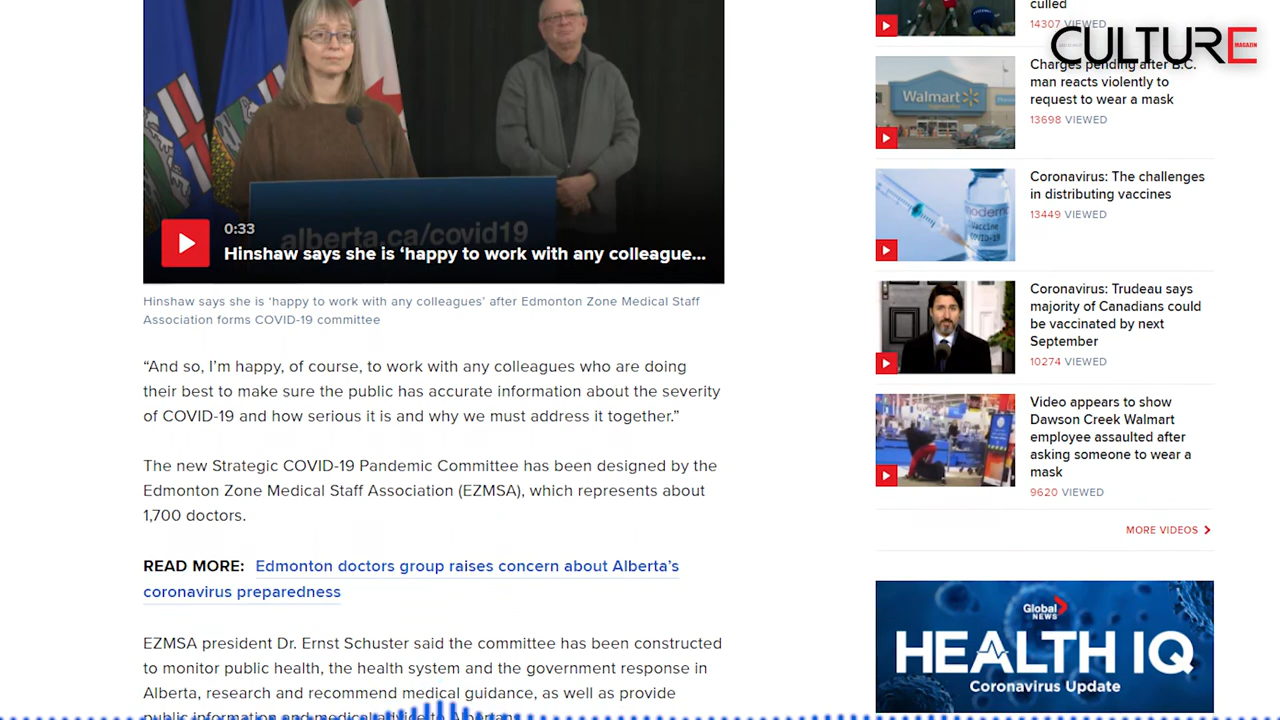 culled
14307 VIEWED
CULTURE
MAGAZIN
Charges pending after B.C.
man reacts violently to
request to wear a mask
13698 VIEWED
Walmart
Coronavirus: The challenges
in distributing vaccines
13449 VIEWED
moderna
Vaccine
COVID-19
Coronavirus: Trudeau says
majority of Canadians could
be vaccinated by next
September
10274 VIEWED
Video appears to show
Dawson Creek Walmart
employee assaulted after
asking someone to wear a
mask
9620 VIEWED
MORE VIDEOS
Global
NEWS
HEALTH IQ
Coronavirus Update
0:33
Hinshaw says she is ‘happy to work with any colleague...
Hinshaw says she is ‘happy to work with any colleagues’ after Edmonton Zone Medical Staff
Association forms COVID-19 committee
“And so, I’m happy, of course, to work with any colleagues who are doing
their best to make sure the public has accurate information about the severity
of COVID-19 and how serious it is and why we must address it together.”
The new Strategic COVID-19 Pandemic Committee has been designed by the
Edmonton Zone Medical Staff Association (EZMSA), which represents about
1,700 doctors.
READ MORE: Edmonton doctors group raises concern about Alberta’s
coronavirus preparedness
EZMSA president Dr. Ernst Schuster said the committee has been constructed
to monitor public health, the health system and the government response in
Alberta, research and recommend medical guidance, as well as provide
public information and medical advice